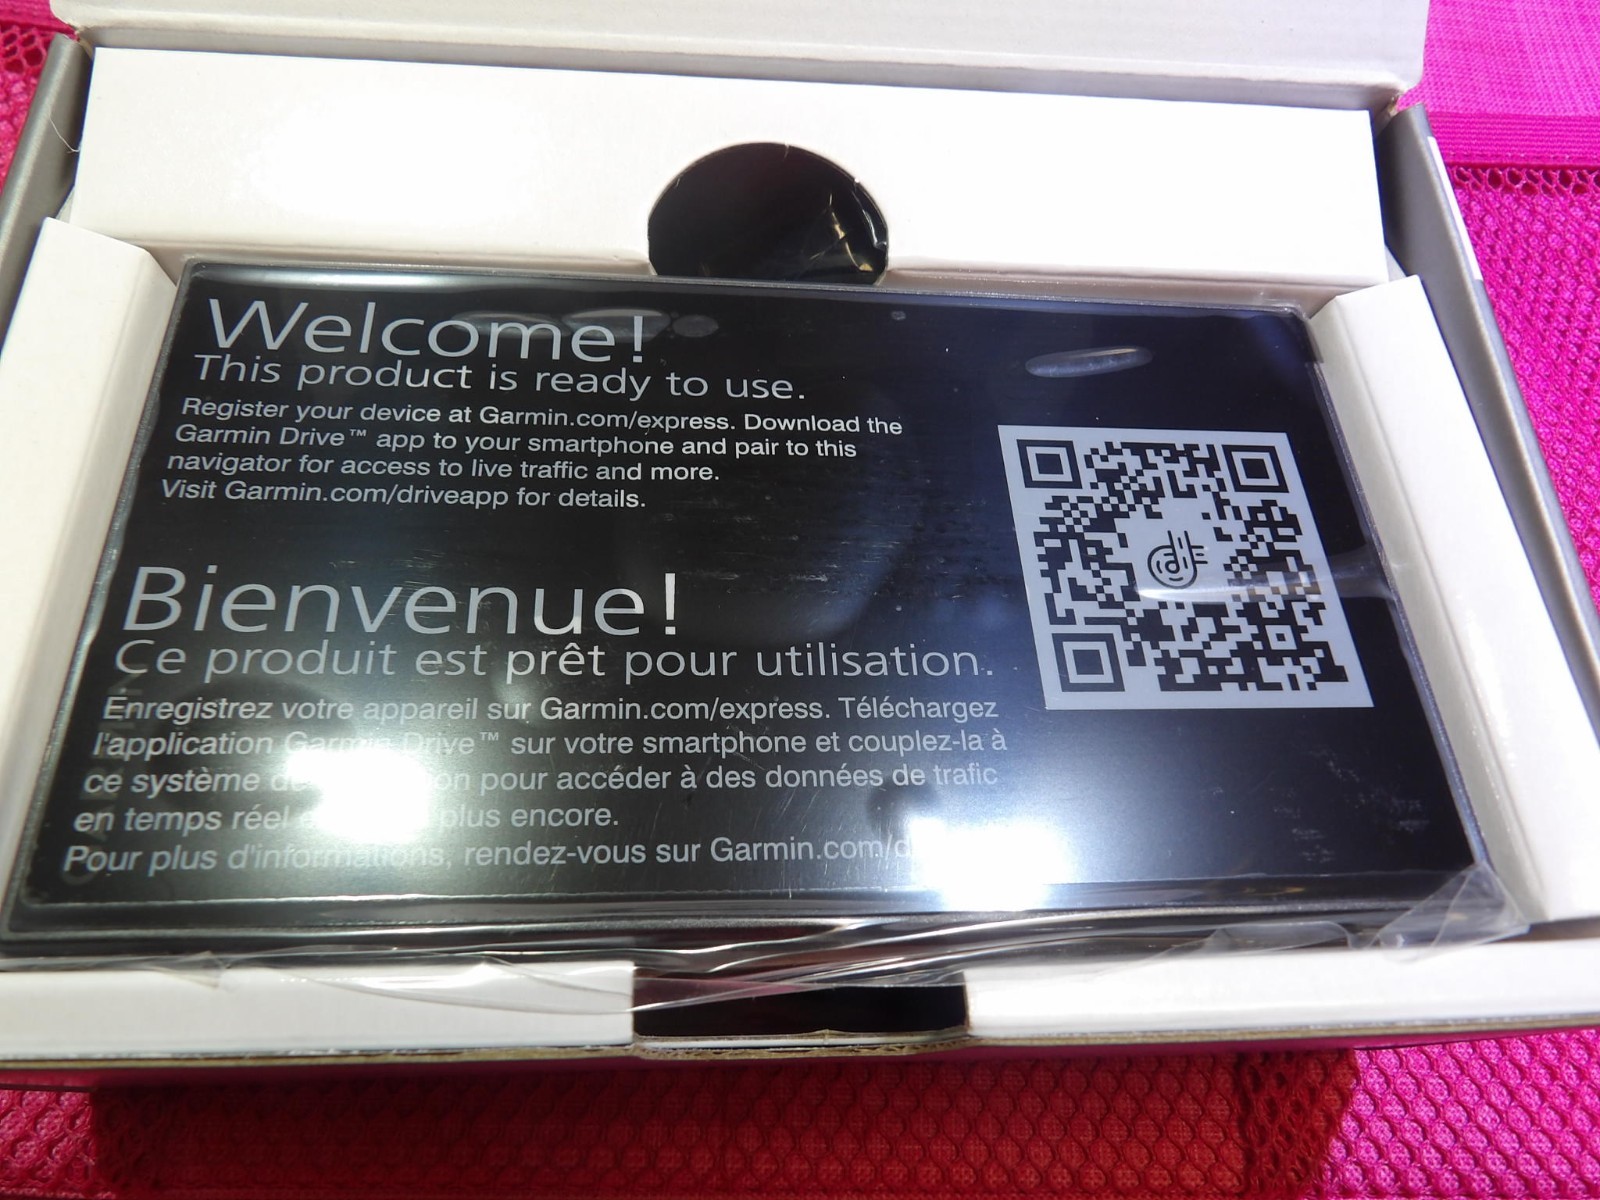 Welcome!
This product is ready to use.
Register your device at Garmin.com/express. Download the
Garmin Drive™ app to your smartphone and pair to this
navigator for access to live traffic and more.
Visit Garmin.com/driveapp for details.
Bienvenue!
Ce produit est prêt pour utilisation.
Enregistrez votre appareil sur Garmin.com/express. Téléchargez
l'application Garmin Drive™ sur votre smartphone et couplez-la à
ce système pour accéder à des données de trafic
en temps réel plus encore.
Pour plus d'informations, rendez-vous sur